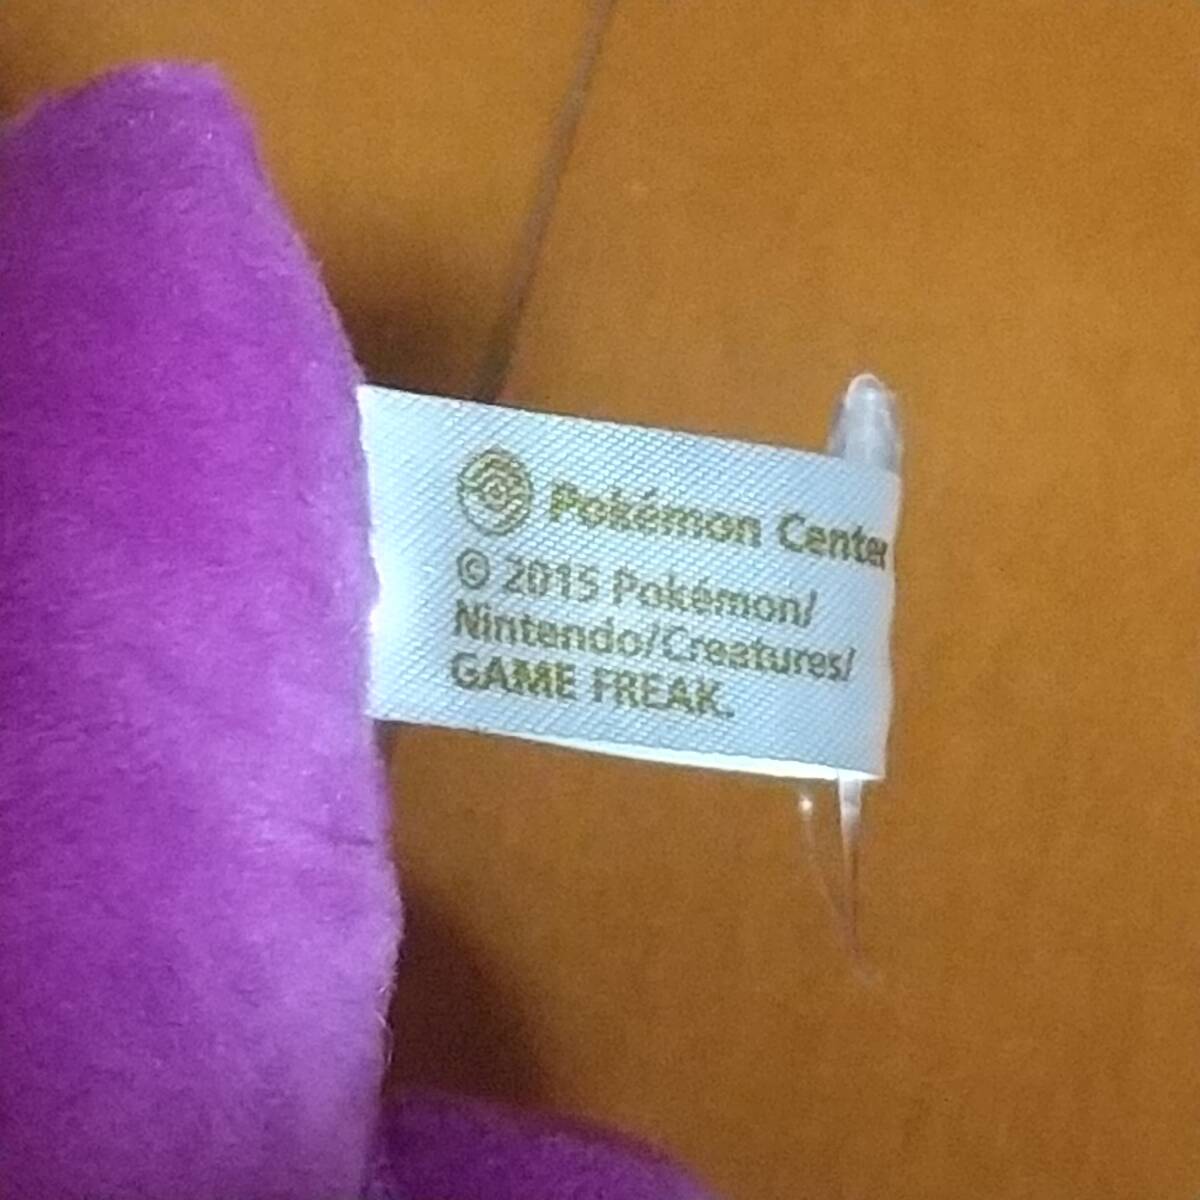 Pokémon Center
© 2015 Pokémon/
Nintendo/Creatures/
GAME FREAK.